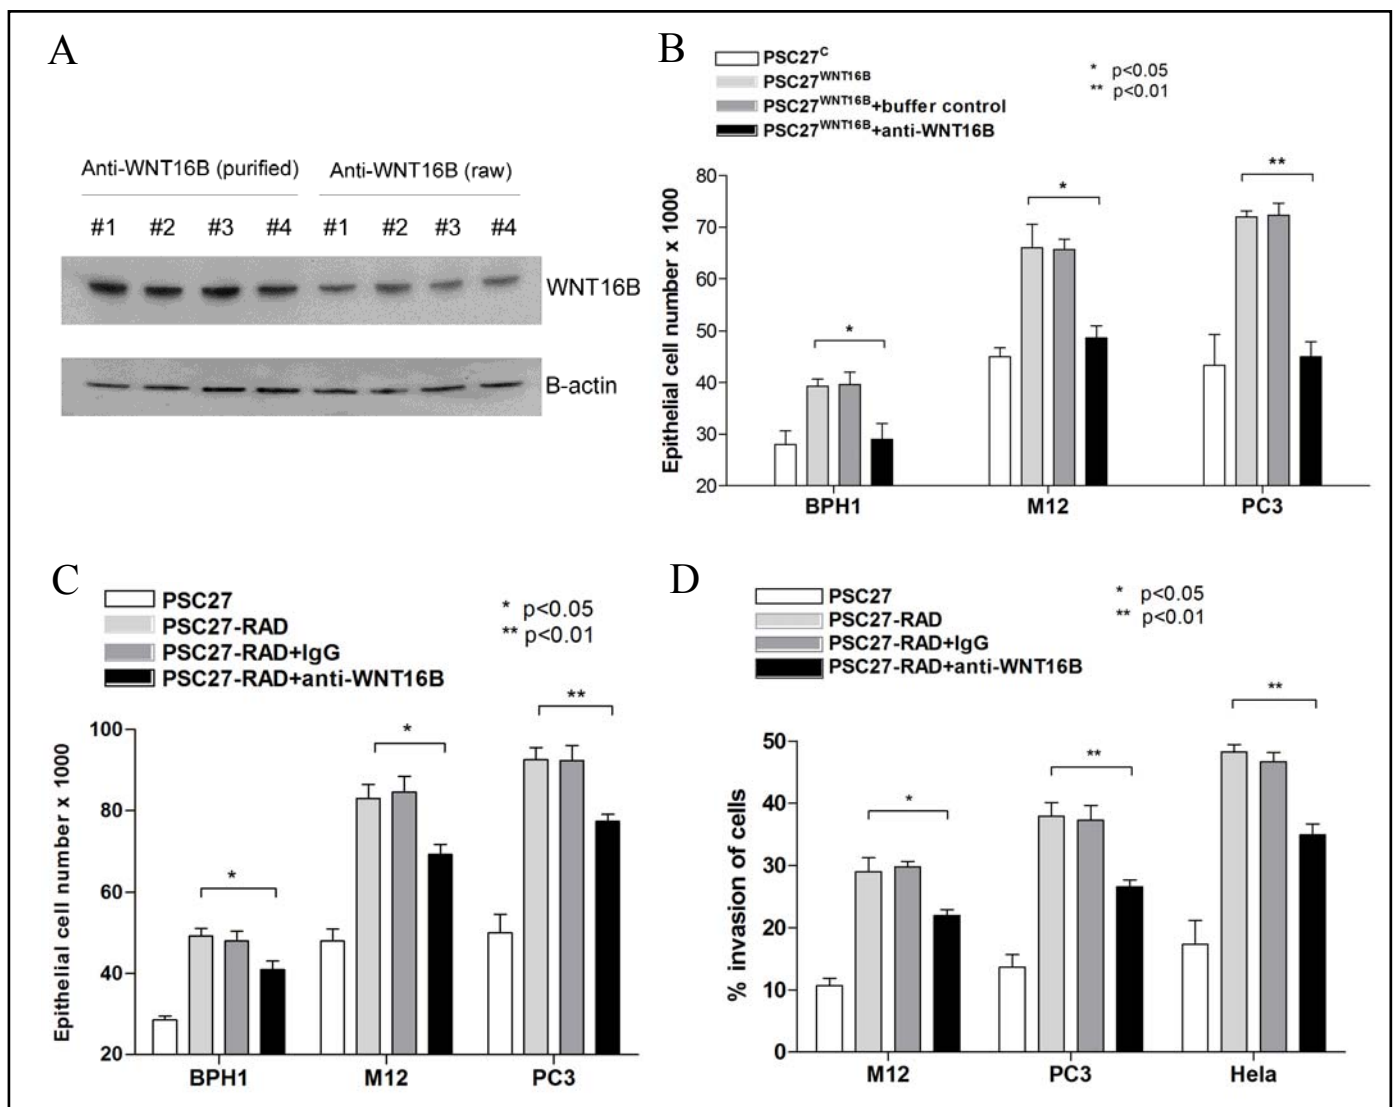 A
Anti-WNT16B (purified) Anti-WNT16B (raw)
#1 #2 #3 #4 #1 #2 #3 #4
WNT16B
B-actin
B
PSC27C
PSC27WNT16B
PSC27WNT16B+buffer control
PSC27WNT16B+anti-WNT16B
* p<0.05
** p<0.01
Epithelial cell number x 1000
80
70
60
50
40
30
20
*
*
**
BPH1 M12 PC3
C
PSC27
PSC27-RAD
PSC27-RAD+IgG
PSC27-RAD+anti-WNT16B
* p<0.05
** p<0.01
Epithelial cell number x 1000
100
80
60
40
20
*
*
**
BPH1 M12 PC3
D
PSC27
PSC27-RAD
PSC27-RAD+IgG
PSC27-RAD+anti-WNT16B
* p<0.05
** p<0.01
% invasion of cells
50
40
30
20
10
0
*
**
**
M12 PC3 Hela